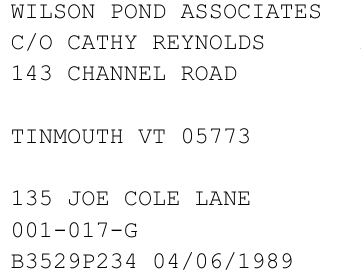 WILSON POND ASSOCIATES
C/O CATHY REYNOLDS
143 CHANNEL ROAD
TINMOUTH VT 05773
135 JOE COLE LANE
001-017-G
B3529P234 04/06/1989